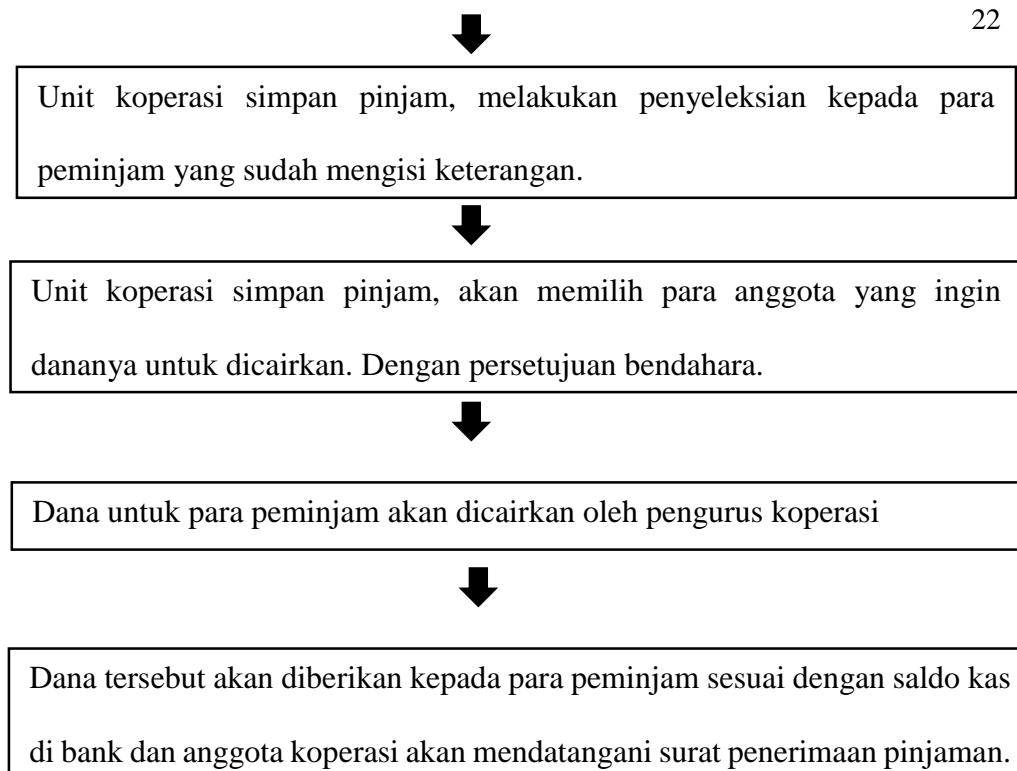 22
Unit koperasi simpan pinjam, melakukan penyeleksian kepada para
peminjam yang sudah mengisi keterangan.
Unit koperasi simpan pinjam, akan memilih para anggota yang ingin
dananya untuk dicairkan. Dengan persetujuan bendahara.
Dana untuk para peminjam akan dicairkan oleh pengurus koperasi
Dana tersebut akan diberikan kepada para peminjam sesuai dengan saldo kas
di bank dan anggota koperasi akan mendatangani surat penerimaan pinjaman.